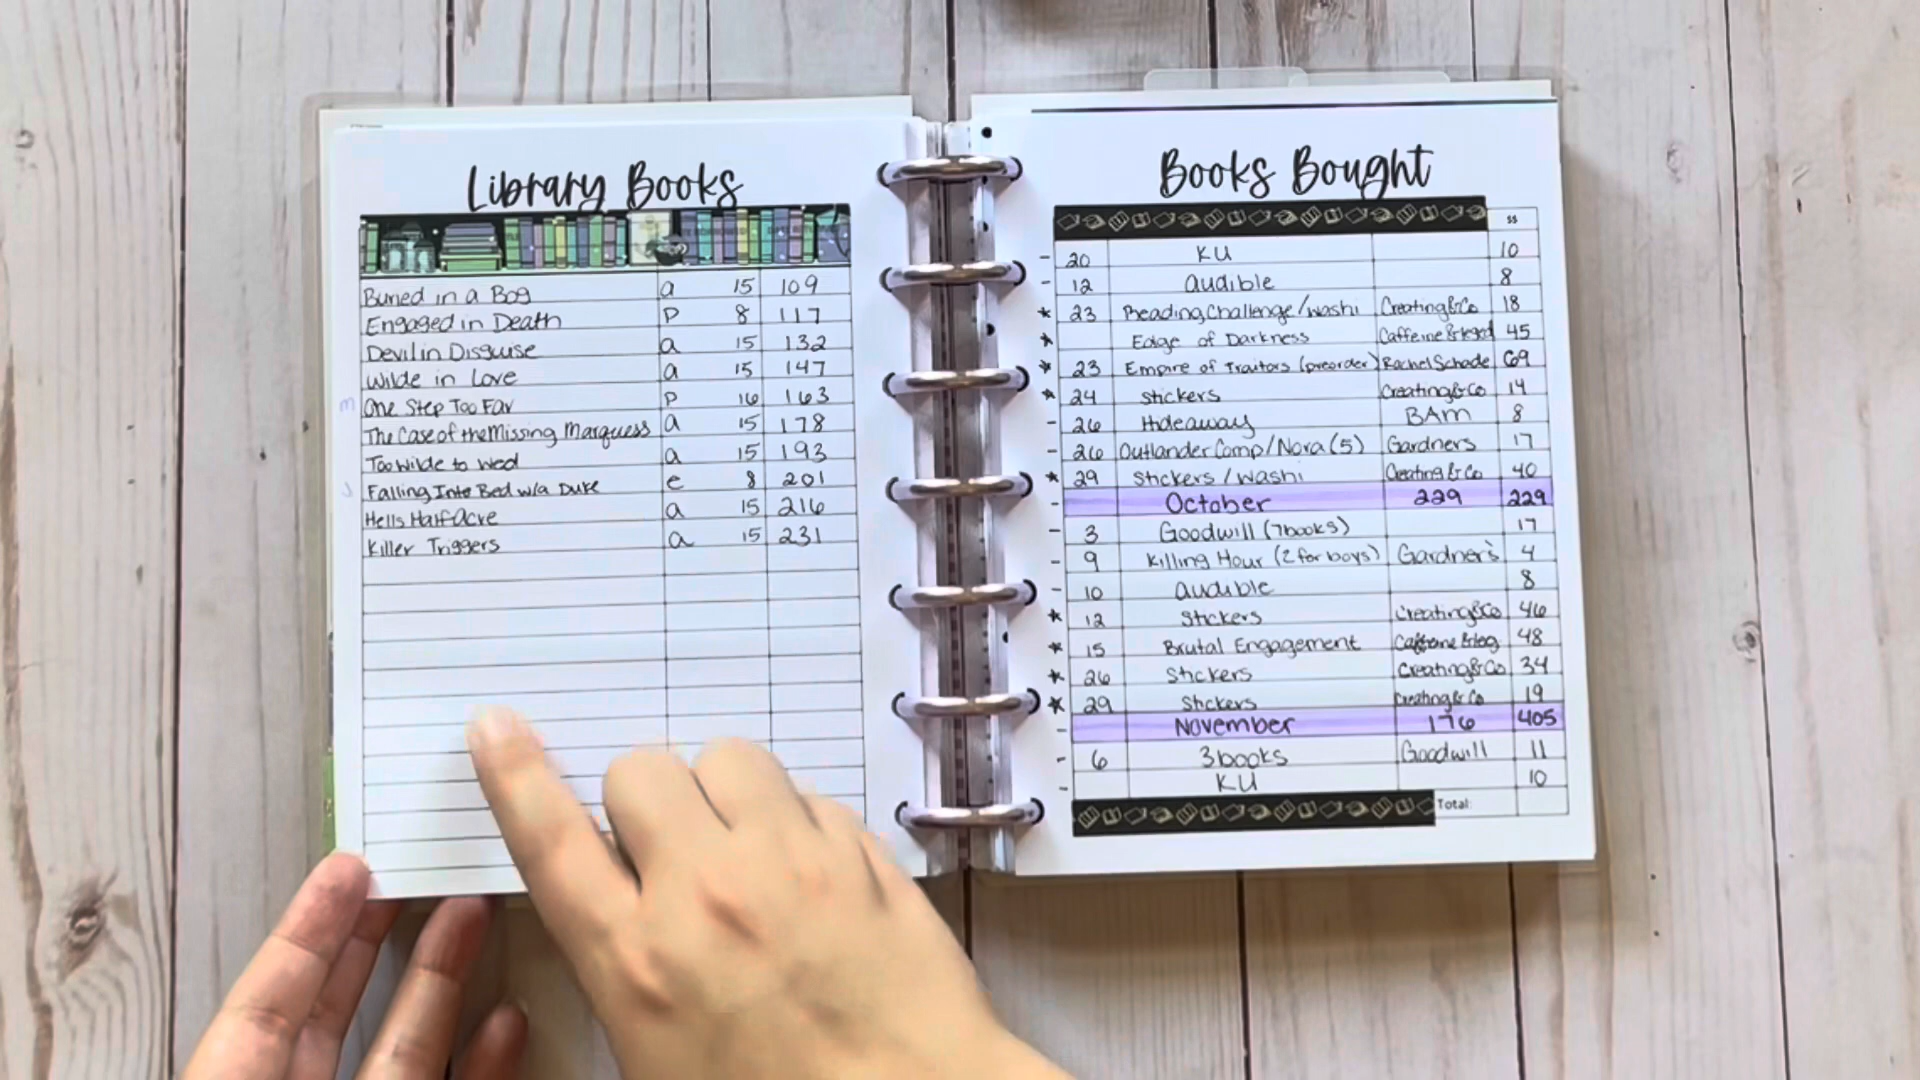 Library Books
Buried in a Bog a 15 109
Engaged in Death p 8 117
Devil in Disguise a 15 132
Wilde in Love a 15 147
m One Step Too Far p 16 163
The Case of the Missing Marquess a 15 178
Too Wilde to Wed a 15 193
J Falling Into Bed w/a Duke e 8 201
Hells Half Acre a 15 216
Killer Triggers a 15 231
Books Bought
$$
- 20 KU 10
- 12 audible 8
* 23 Reading Challenge/washi Creating&Co 18
* Edge of Darkness Caffeine & leged 45
* 23 Empire of Traitors (preorder) Rachel Schade 69
* 24 stickers Creating&Co 14
- 26 Hideaway BAM 8
- 26 Outlander Comp/Nora (5) Gardners 17
* 29 Stickers/washi Creating & Co 40
- October 229 229
- 3 Goodwill (7books) 17
- 9 Killing Hour (2 for boys) Gardner's 4
- 10 audible 8
* 12 Stickers Creating&Co 46
* 15 Brutal Engagement Caffeine &leg 48
* 26 Stickers Creating&Co 34
* 29 Stickers Creating & Co 19
- November 176 405
- 6 3 books Goodwill 11
- KU 10
Total: